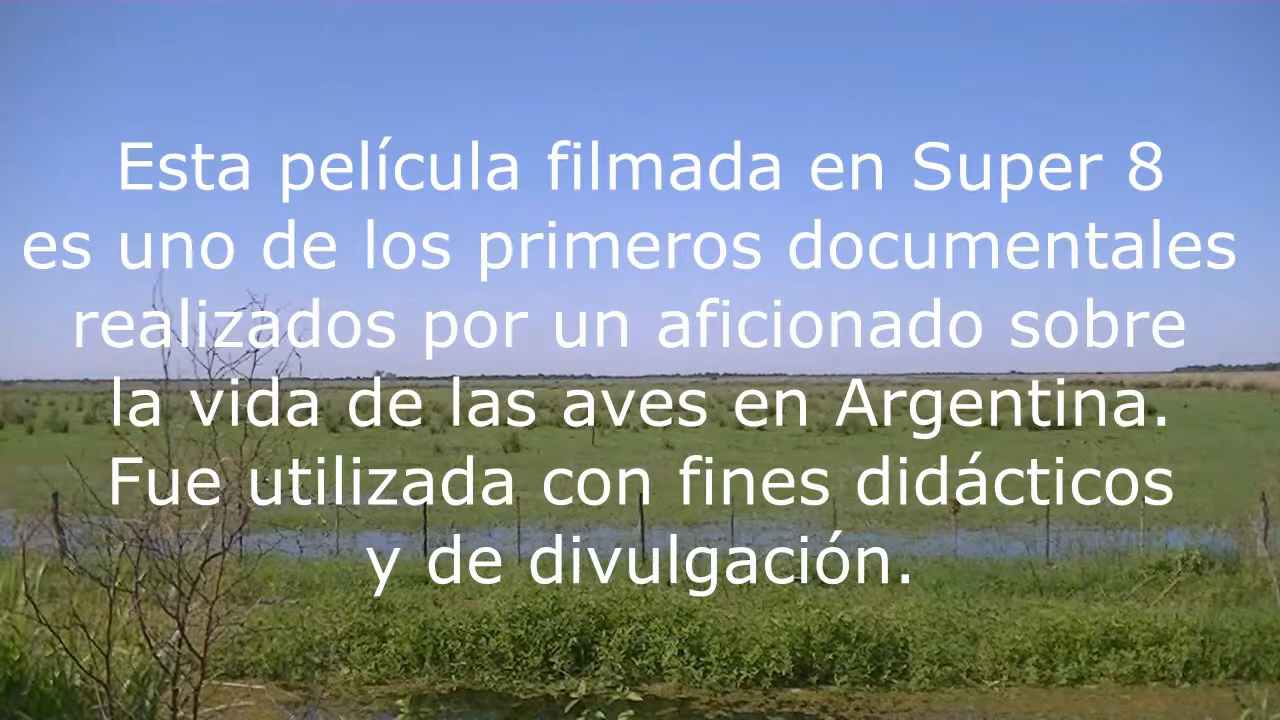 Esta película filmada en Super 8
es uno de los primeros documentales
realizados por un aficionado sobre
la vida de las aves en Argentina.
Fue utilizada con fines didácticos
y de divulgación.